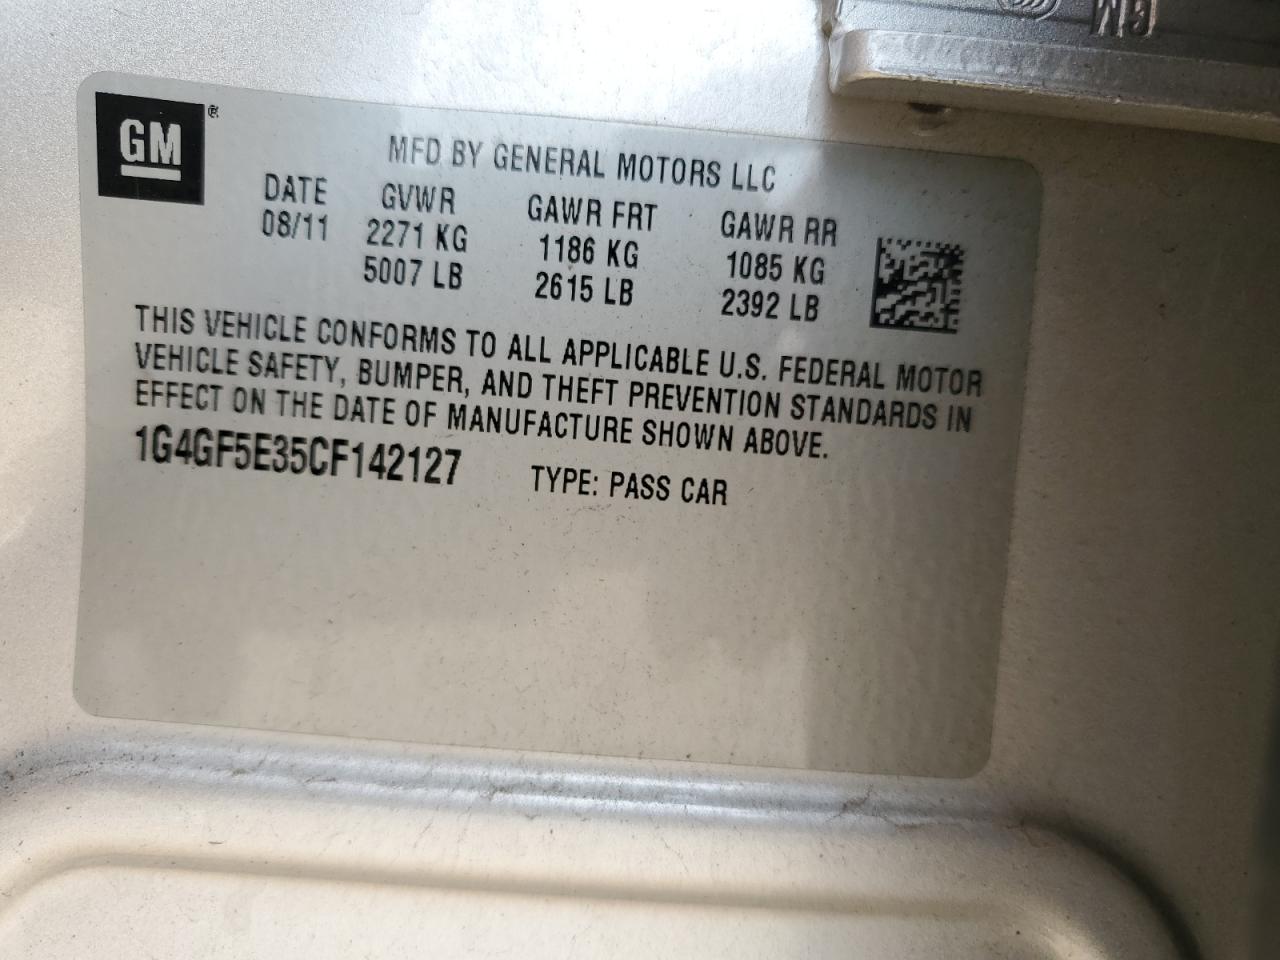 GM®
MFD BY GENERAL MOTORS LLC
DATE GVWR GAWR FRT GAWR RR
08/11 2271 KG 1186 KG 1085 KG
5007 LB 2615 LB 2392 LB
THIS VEHICLE CONFORMS TO ALL APPLICABLE U.S. FEDERAL MOTOR
VEHICLE SAFETY, BUMPER, AND THEFT PREVENTION STANDARDS IN
EFFECT ON THE DATE OF MANUFACTURE SHOWN ABOVE.
1G4GF5E35CF142127 TYPE: PASS CAR